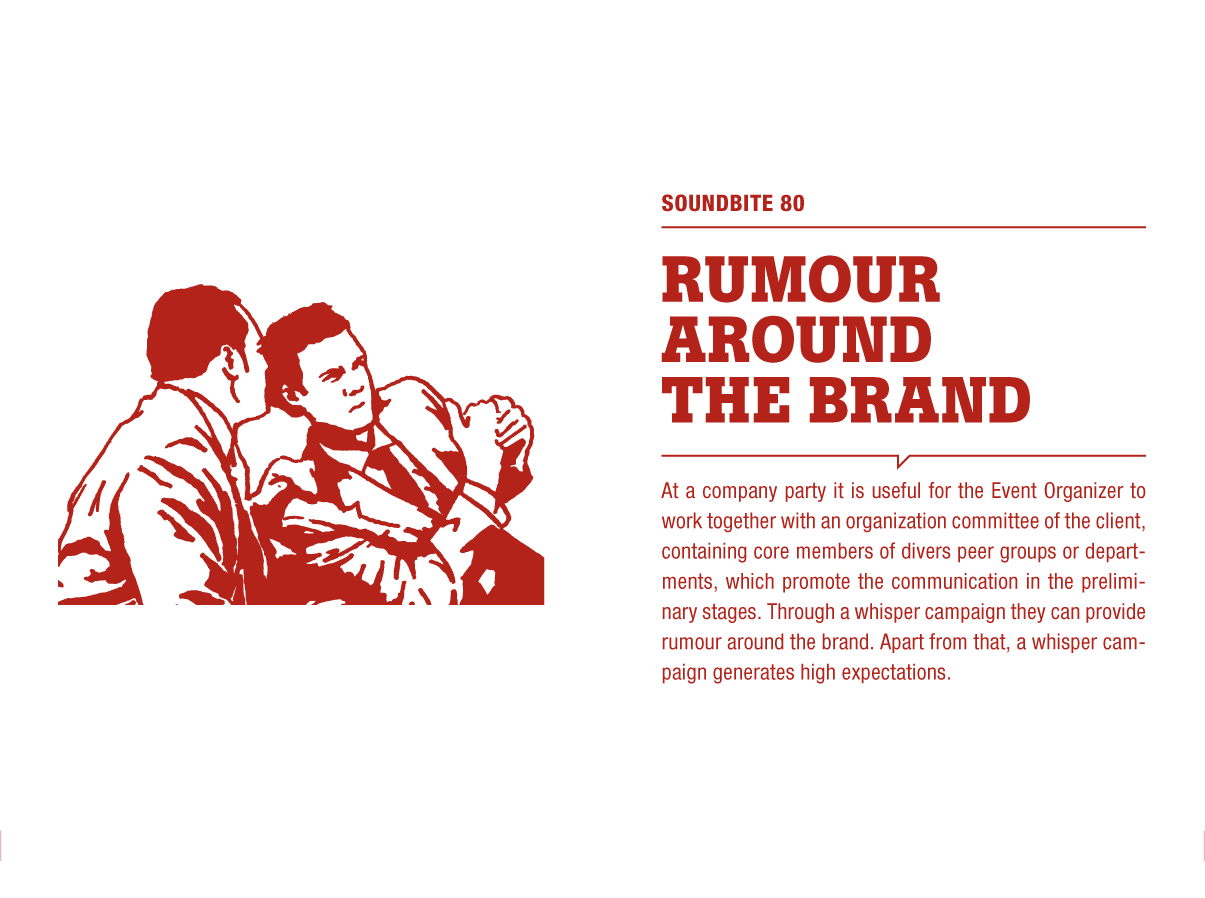 SOUNDBITE 80
RUMOUR
AROUND
THE BRAND
At a company party it is useful for the Event Organizer to
work together with an organization committee of the client,
containing core members of divers peer groups or depart-
ments, which promote the communication in the prelimi-
nary stages. Through a whisper campaign they can provide
rumour around the brand. Apart from that, a whisper cam-
paign generates high expectations.